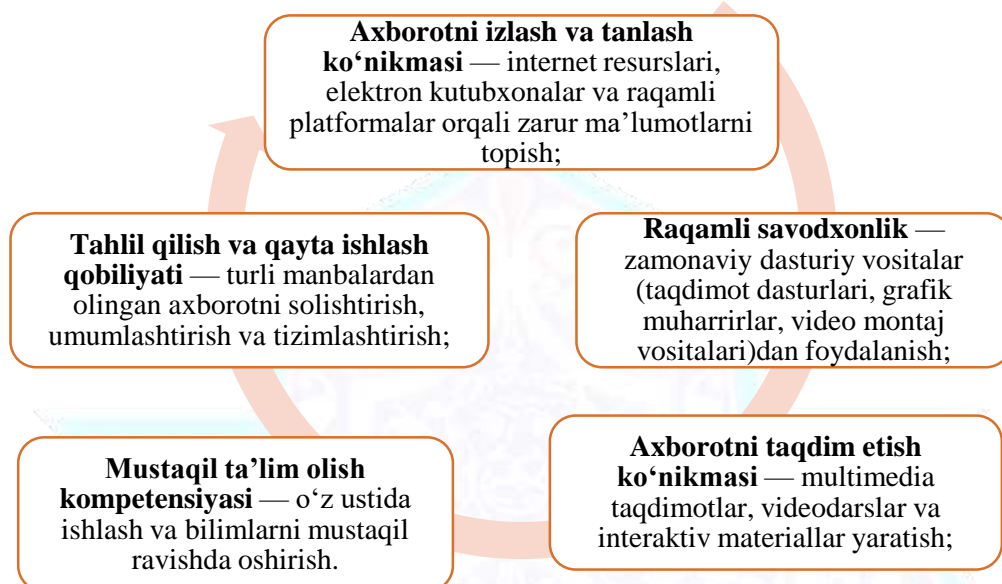 Axborotni izlash va tanlash
ko‘nikmasi — internet resurslari,
elektron kutubxonalar va raqamli
platformalar orqali zarur ma’lumotlarni
topish;
Tahlil qilish va qayta ishlash
qobiliyati — turli manbalardan
olingan axborotni solishtirish,
umumlashtirish va tizimlashtirish;
Raqamli savodxonlik —
zamonaviy dasturiy vositalar
(taqdimot dasturlari, grafik
muharrirlar, video montaj
vositalari)dan foydalanish;
Mustaqil ta’lim olish
kompetensiyasi — o‘z ustida
ishlash va bilimlarni mustaqil
ravishda oshirish.
Axborotni taqdim etish
ko‘nikmasi — multimedia
taqdimotlar, videodarslar va
interaktiv materiallar yaratish;